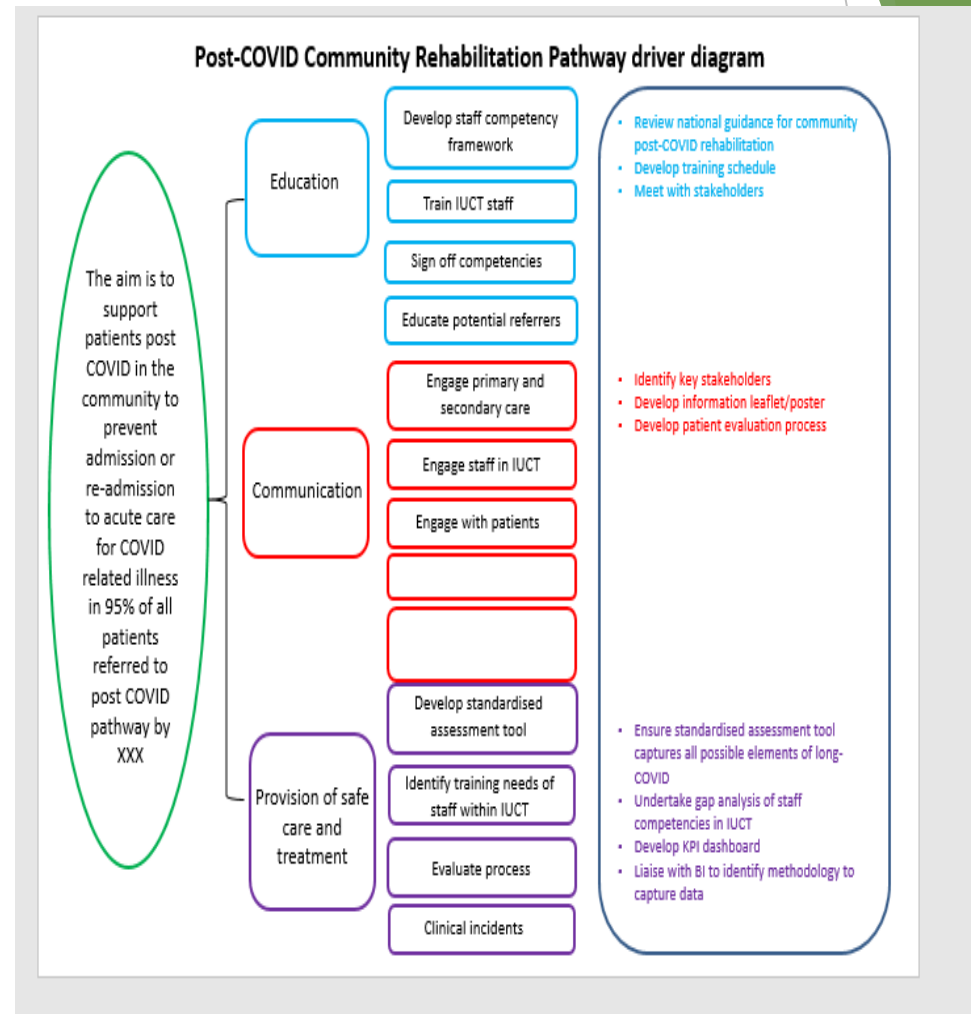 Post-COVID Community Rehabilitation Pathway driver diagram
The aim is to
support
patients post
COVID in the
community to
prevent
admission or
re-admission
to acute care
for COVID
related illness
in 95% of all
patients
referred to
post COVID
pathway by
XXX
Education
Develop staff competency
framework
Train IUCT staff
Sign off competencies
Educate potential referrers
• Review national guidance for community
post-COVID rehabilitation
• Develop training schedule
• Meet with stakeholders
Communication
Engage primary and
secondary care
Engage staff in IUCT
Engage with patients
• Identify key stakeholders
• Develop information leaflet/poster
• Develop patient evaluation process
Provision of safe
care and
treatment
Develop standardised
assessment tool
Identify training needs of
staff within IUCT
Evaluate process
Clinical incidents
• Ensure standardised assessment tool
captures all possible elements of long-
COVID
• Undertake gap analysis of staff
competencies in IUCT
• Develop KPI dashboard
• Liaise with BI to identify methodology to
capture data